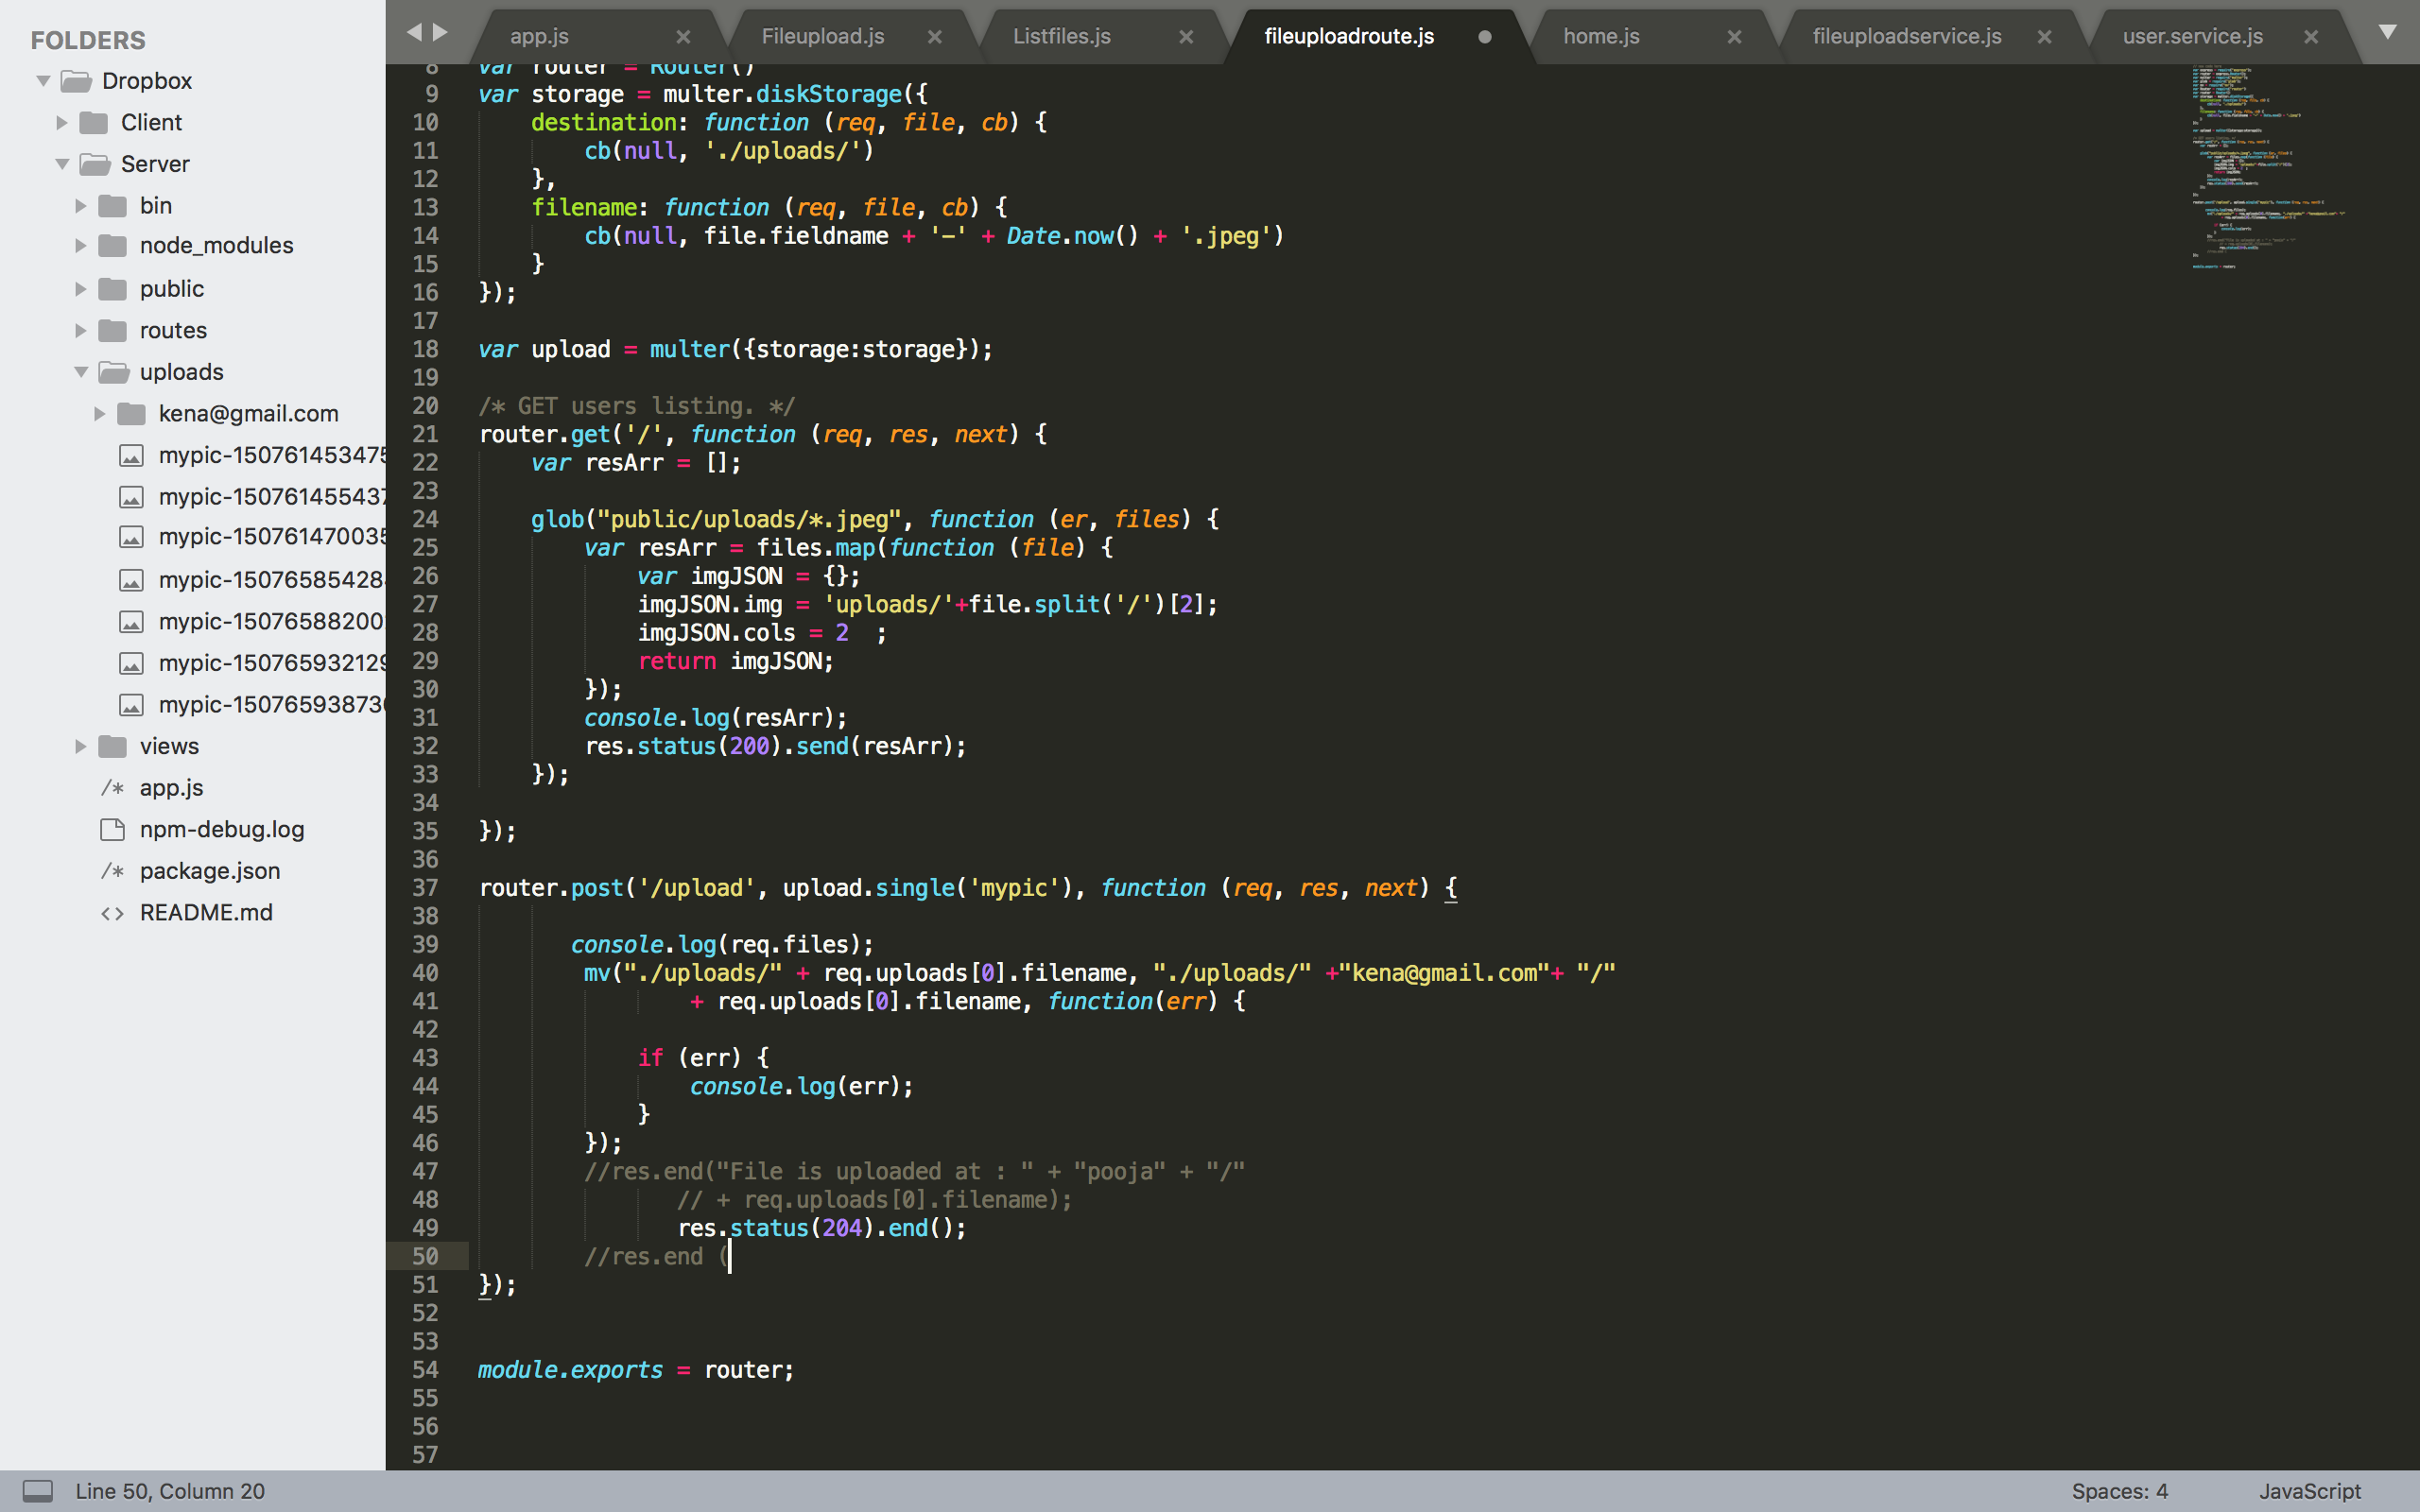 FOLDERS
Dropbox
Client
Server
bin
node_modules
public
routes
uploads
kena@gmail.com
mypic-150761453475
mypic-150761455437
mypic-150761470035
mypic-15076585428
mypic-15076588200
mypic-150765932129
mypic-15076593873
views
/* app.js
npm-debug.log
/* package.json
<> README.md
app.js × Fileupload.js × Listfiles.js × fileuploadroute.js home.js × fileuploadservice.js × user.service.js ×
8 var router = Router()
9 var storage = multer.diskStorage({
10     destination: function (req, file, cb) {
11         cb(null, './uploads/')
12     },
13     filename: function (req, file, cb) {
14         cb(null, file.fieldname + '-' + Date.now() + '.jpeg')
15     }
16 });
17
18 var upload = multer({storage:storage});
19
20 /* GET users listing. */
21 router.get('/', function (req, res, next) {
22     var resArr = [];
23
24     glob("public/uploads/*.jpeg", function (er, files) {
25         var resArr = files.map(function (file) {
26             var imgJSON = {};
27             imgJSON.img = 'uploads/'+file.split('/')[2];
28             imgJSON.cols = 2  ;
29             return imgJSON;
30         });
31         console.log(resArr);
32         res.status(200).send(resArr);
33     });
34
35 });
36
37 router.post('/upload', upload.single('mypic'), function (req, res, next) {
38
39        console.log(req.files);
40         mv("./uploads/" + req.uploads[0].filename, "./uploads/" +"kena@gmail.com"+ "/"
41                 + req.uploads[0].filename, function(err) {
42
43             if (err) {
44                 console.log(err);
45             }
46         });
47         //res.end("File is uploaded at : " + "pooja" + "/"
48                // + req.uploads[0].filename);
49                res.status(204).end();
50         //res.end (
51 });
52
53
54 module.exports = router;
55
56
57
Line 50, Column 20
Spaces: 4
JavaScript